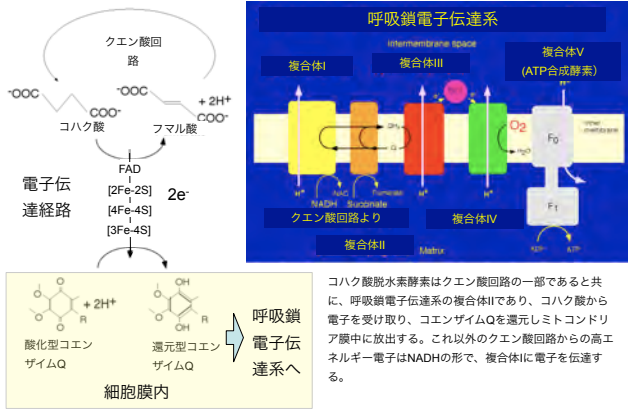 クエン酸回
路
-OOC
COO-
コハク酸
-OOC
COO-
+ 2H+
フマル酸
FAD
[2Fe-2S]
[4Fe-4S]
[3Fe-4S]
2e-
電子伝
達経路
+ 2H+
O
O
R
OH
OH
R
酸化型コエン
ザイムQ
還元型コエン
ザイムQ
細胞膜内
呼吸鎖
電子伝
達系へ
呼吸鎖電子伝達系
Intermembrane space
複合体I
複合体III
複合体V
(ATP合成酵素)
QH2
Q
O2
H2O
F0
F1
inner
membrane
H+
H+
H+
H+
NADH
NAD
Succinate
Fumarate
クエン酸回路より
複合体II
複合体IV
Matrix
ADP
ATP
コハク酸脱水素酵素はクエン酸回路の一部であると共
に、呼吸鎖電子伝達系の複合体IIであり、コハク酸から
電子を受け取り、コエンザイムQを還元しミトコンドリ
ア膜中に放出する。これ以外のクエン酸回路からの高エ
ネルギー電子はNADHの形で、複合体Iに電子を伝達す
る。